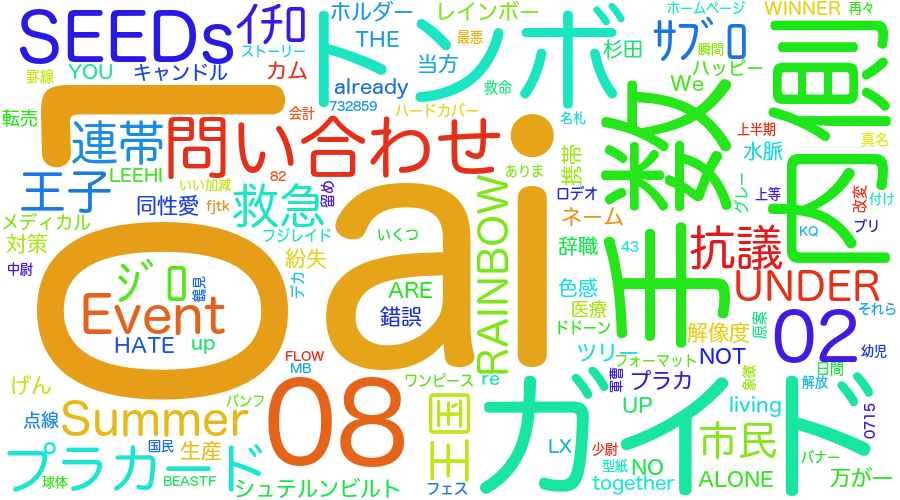 SEEDs
イチロ
トンボ
ホルダー
レインボー
ホームページ
WINNER
再々
THE
最悪
杉田
サブロ
瞬間
ストーリー
罫線
YOU
キャンドル
カム
already
当方
救命
We
ハッピー
内側
転売
732859
会計
ハードカバー
名札
手数
上半期
真名
連帯
問い合わせ
水脈
LEEHI
82
ありま
携帯
王子
いい加減
留め
ロデオ
グレー
上等
改変
付け
同性愛
fjtk
救急
RAINBOW
ネーム
メディカル
フジレイド
いくつ
KQ
ブリ
対策
紛失
辞職
43
抗議
中尉
ジロ
鶴見
デカ
Oai
ARE
色感
UNDER
それら
Event
錯誤
医療
HATE
up
ドドーン
解像度
原案
02
ツリー
NOT
幼児
FLOW
MB
フォーマット
日間
げん
08
ワンピース
re
軍曹
プラカ
象徴
解放
パンフ
Summer
王国
ガイド
UP
living
0715
点線
国民
生産
LX
少尉
市民
プラカード
型紙
NO
バナー
球体
BEASTF
シュテルンビルト
フェス
together
ALONE
万が一